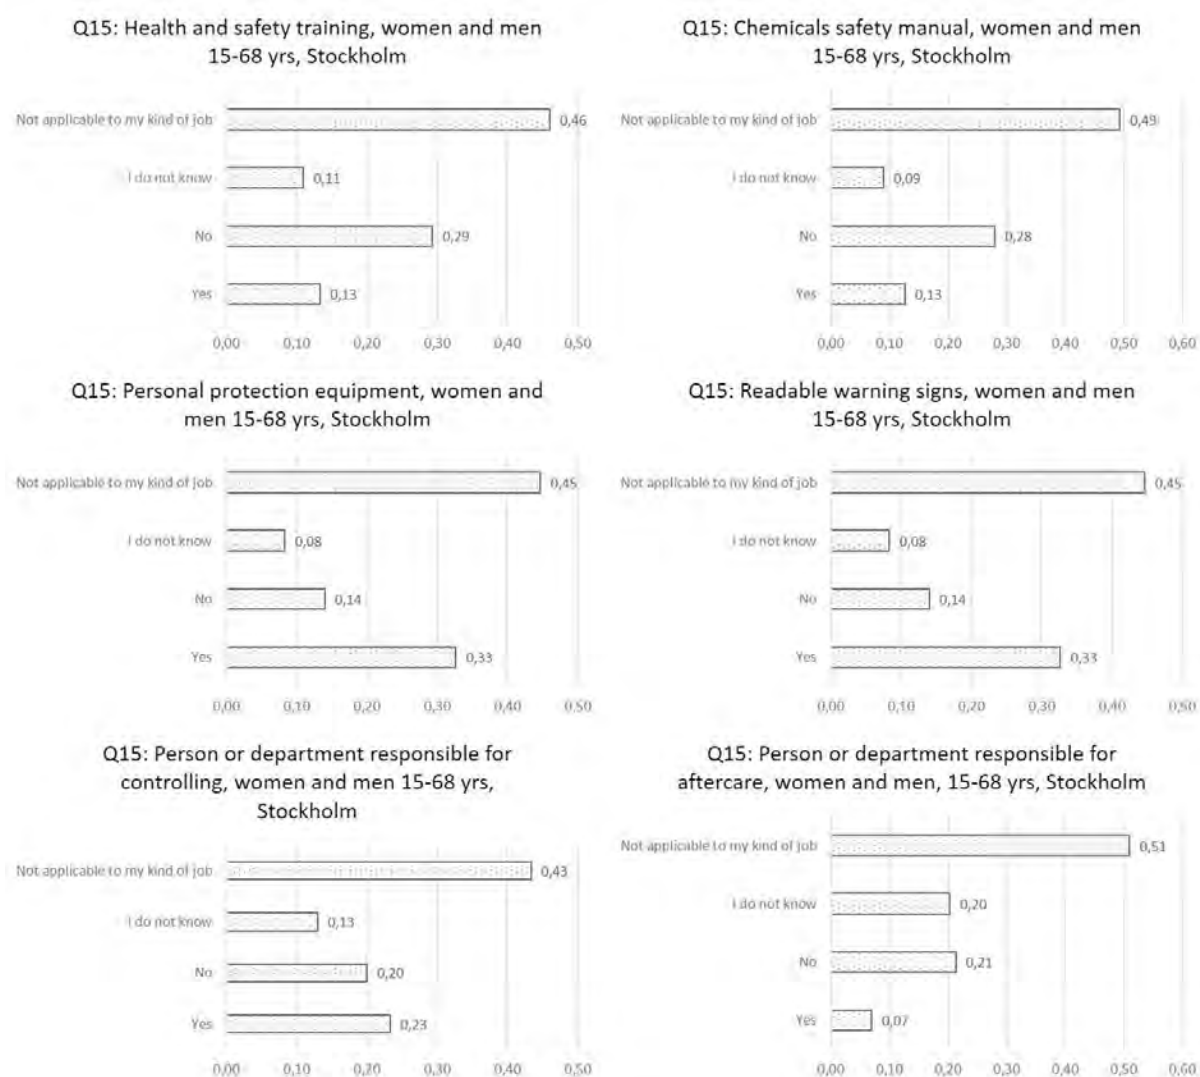 Q15: Health and safety training, women and men
15-68 yrs, Stockholm
Not applicable to my kind of job
0,46
I do not know
0,11
No
0,29
Yes
0,13
0,00 0,10 0,20 0,30 0,40 0,50
Q15: Chemicals safety manual, women and men
15-68 yrs, Stockholm
Not applicable to my kind of job
0,49
I do not know
0,09
No
0,28
Yes
0,13
0,00 0,10 0,20 0,30 0,40 0,50 0,60
Q15: Personal protection equipment, women and
men 15-68 yrs, Stockholm
Not applicable to my kind of job
0,45
I do not know
0,08
No
0,14
Yes
0,33
0,00 0,10 0,20 0,30 0,40 0,50
Q15: Readable warning signs, women and men
15-68 yrs, Stockholm
Not applicable to my kind of job
0,45
I do not know
0,08
No
0,14
Yes
0,33
0,00 0,10 0,20 0,30 0,40 0,50
Q15: Person or department responsible for
controlling, women and men 15-68 yrs,
Stockholm
Not applicable to my kind of job
0,43
I do not know
0,13
No
0,20
Yes
0,23
0,00 0,10 0,20 0,30 0,40 0,50
Q15: Person or department responsible for
aftercare, women and men, 15-68 yrs, Stockholm
Not applicable to my kind of job
0,51
I do not know
0,20
No
0,21
Yes
0,07
0,00 0,10 0,20 0,30 0,40 0,50 0,60